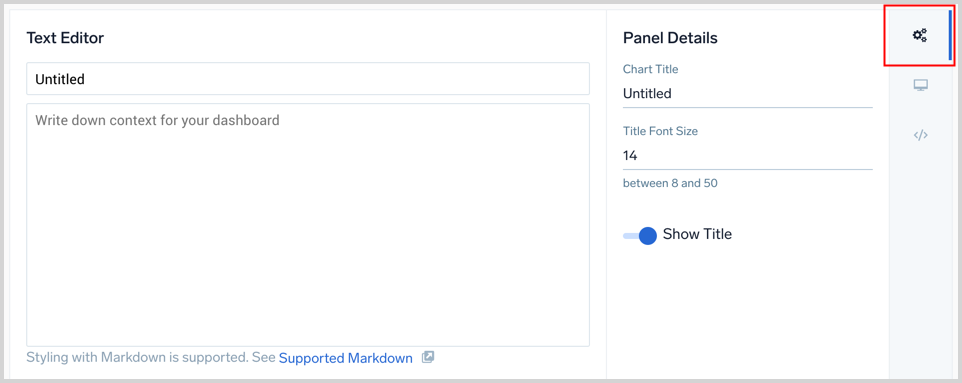 Text Editor
Untitled
Write down context for your dashboard
Styling with Markdown is supported. See Supported Markdown
Panel Details
Chart Title
Untitled
Title Font Size
14
between 8 and 50
Show Title
</>